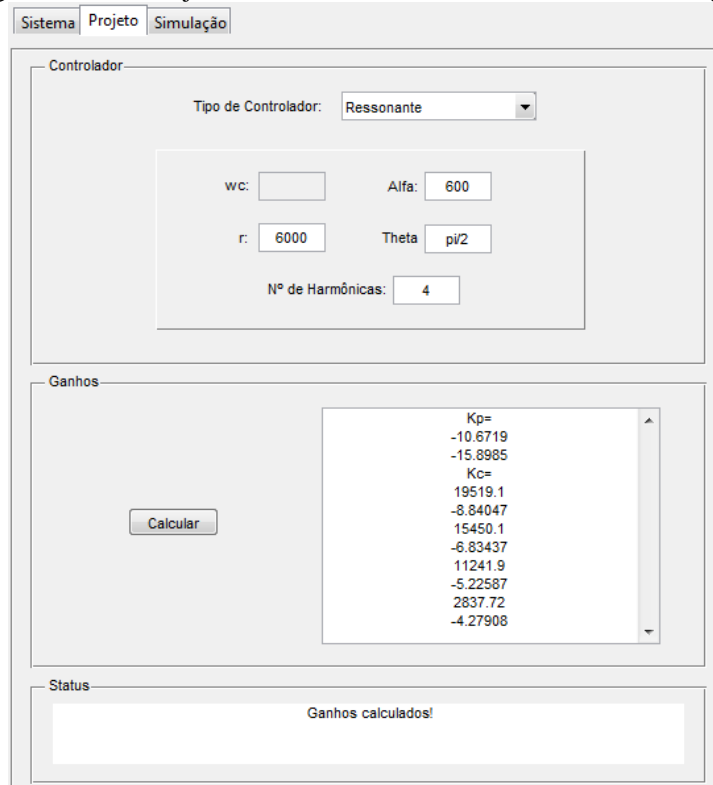 Sistema Projeto Simulação
Controlador
Tipo de Controlador: Ressonante
wc: Alfa: 600
r: 6000 Theta pi/2
Nº de Harmônicas: 4
Ganhos
Calcular
Kp=
-10.6719
-15.8985
Kc=
19519.1
-8.84047
15450.1
-6.83437
11241.9
-5.22587
2837.72
-4.27908
Status
Ganhos calculados!